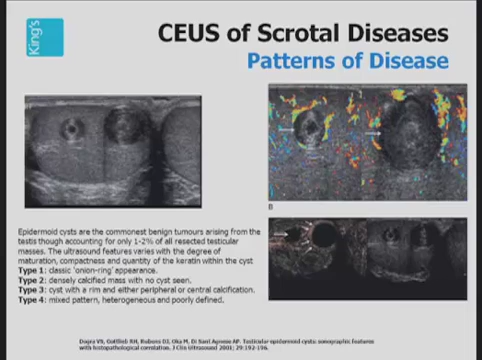 King's
CEUS of Scrotal Diseases
Patterns of Disease
B
Epidermoid cysts are the commonest benign tumours arising from the
testis though accounting for only 1-2% of all resected testicular
masses. The ultrasound features varies with the degree of
maturation, compactness and quantity of the keratin within the cyst
Type 1: classic 'onion-ring' appearance.
Type 2: densely calcified mass with no cyst seen.
Type 3: cyst with a rim and either peripheral or central calcification.
Type 4: mixed pattern, heterogeneous and poorly defined.
Dogra VS, Gottlieb RH, Rubens DJ, Oka M, Di Sant Agnese AP. Testicular epidermoid cysts: sonographic features
with histopathological correlation. J Clin Ultrasound 2001; 29:192-196.